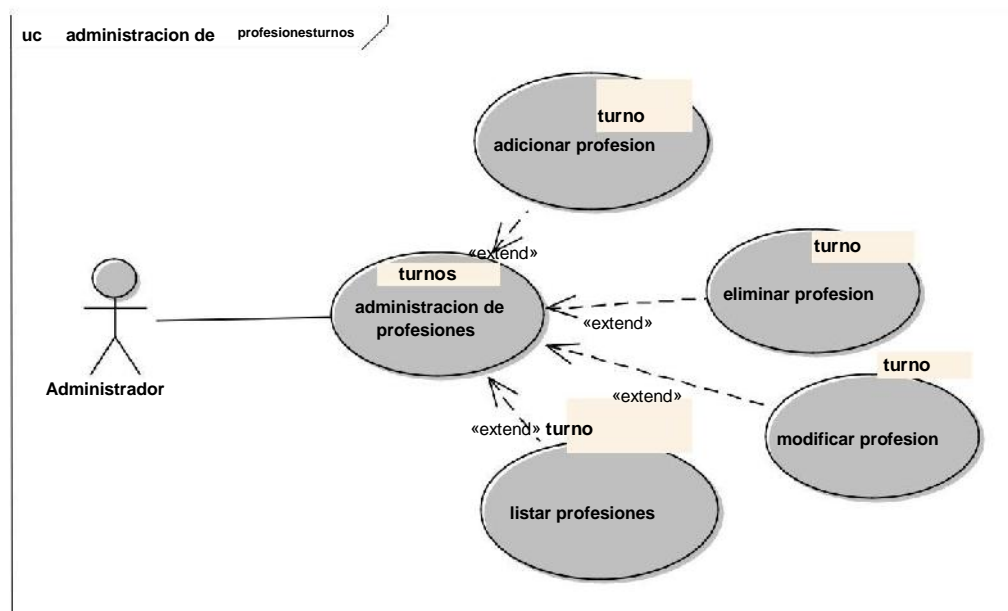 uc administracion de profesionesturnos
turno
adicionar profesion
«extend»
turnos
administracion de
profesiones
turno
eliminar profesion
«extend»
Administrador
turno
modificar profesion
«extend»
«extend» turno
listar profesiones